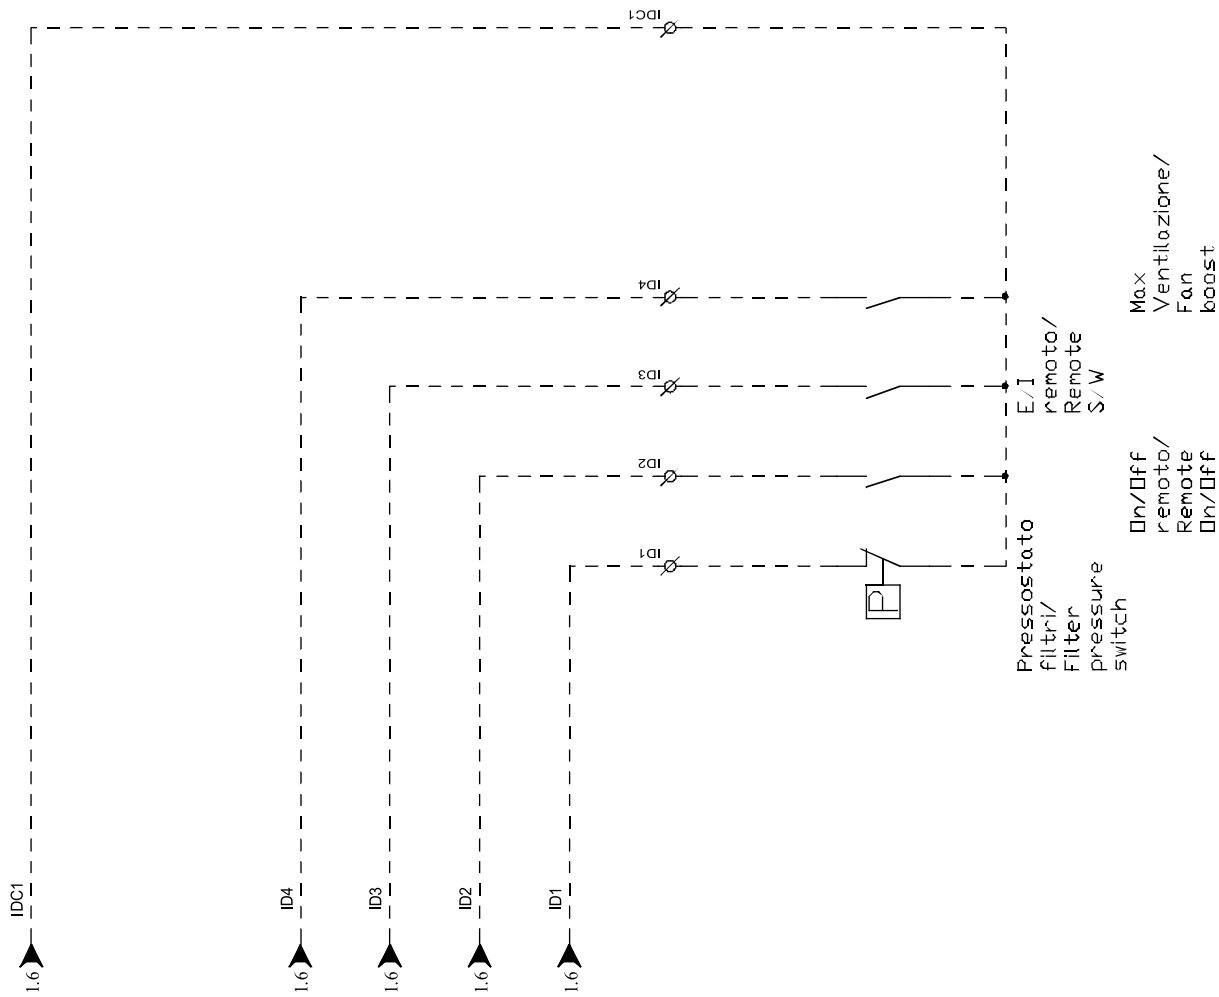 IDC1
ID4
ID3
ID2
ID1
P
Pressostato
filtri/
Filter
pressure
switch
On/Off
remoto/
Remote
On/Off
E/I
remoto/
Remote
S/W
Max
Ventilazione/
Fan
boost
IDC1
ID4
ID3
ID2
ID1
1.6
1.6
1.6
1.6
1.6